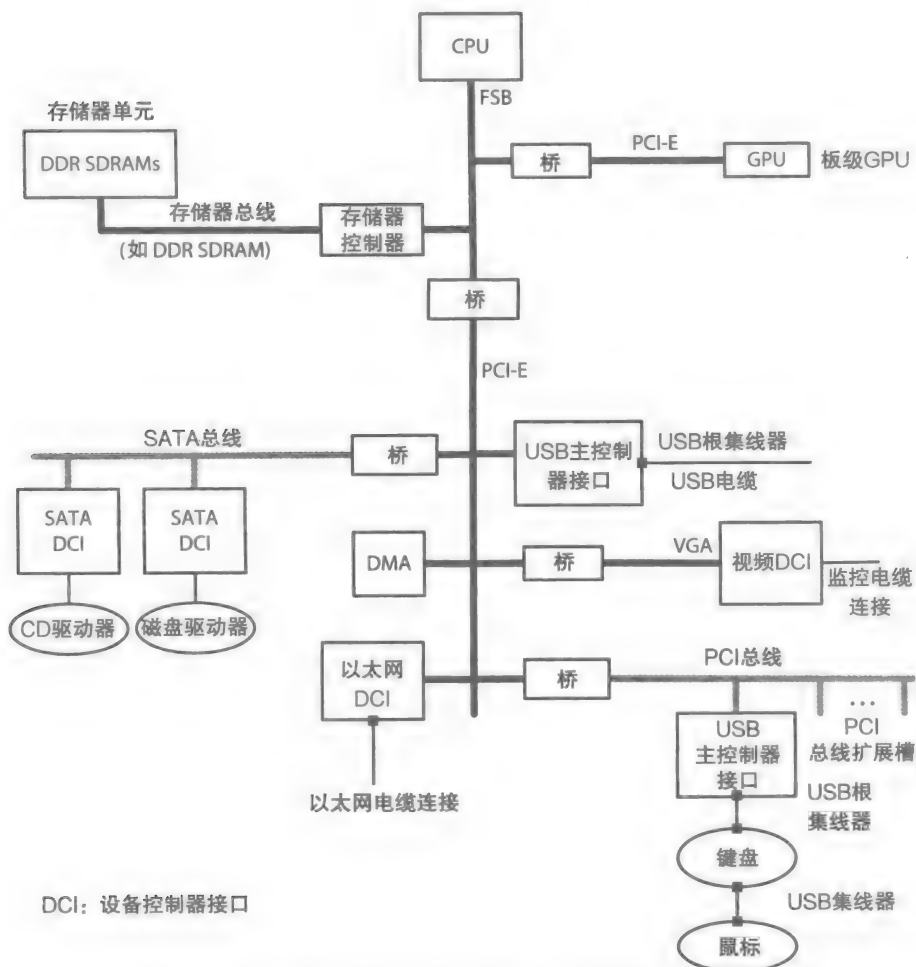 CPU
FSB
存储器单元
DDR SDRAMs
桥
PCI-E
GPU
板级GPU
存储器总线
(如 DDR SDRAM)
存储器
控制器
桥
PCI-E
SATA总线
桥
USB主控制
器接口
USB根集线器
USB电缆
SATA
DCI
SATA
DCI
DMA
桥
VGA
视频DCI
监控电缆
连接
CD驱动器
磁盘驱动器
以太网
DCI
桥
PCI总线
…
PCI
总线扩展槽
USB
主控制器
接口
以太网电缆连接
USB根
集线器
键盘
DCI：设备控制器接口
USB集线器
鼠标